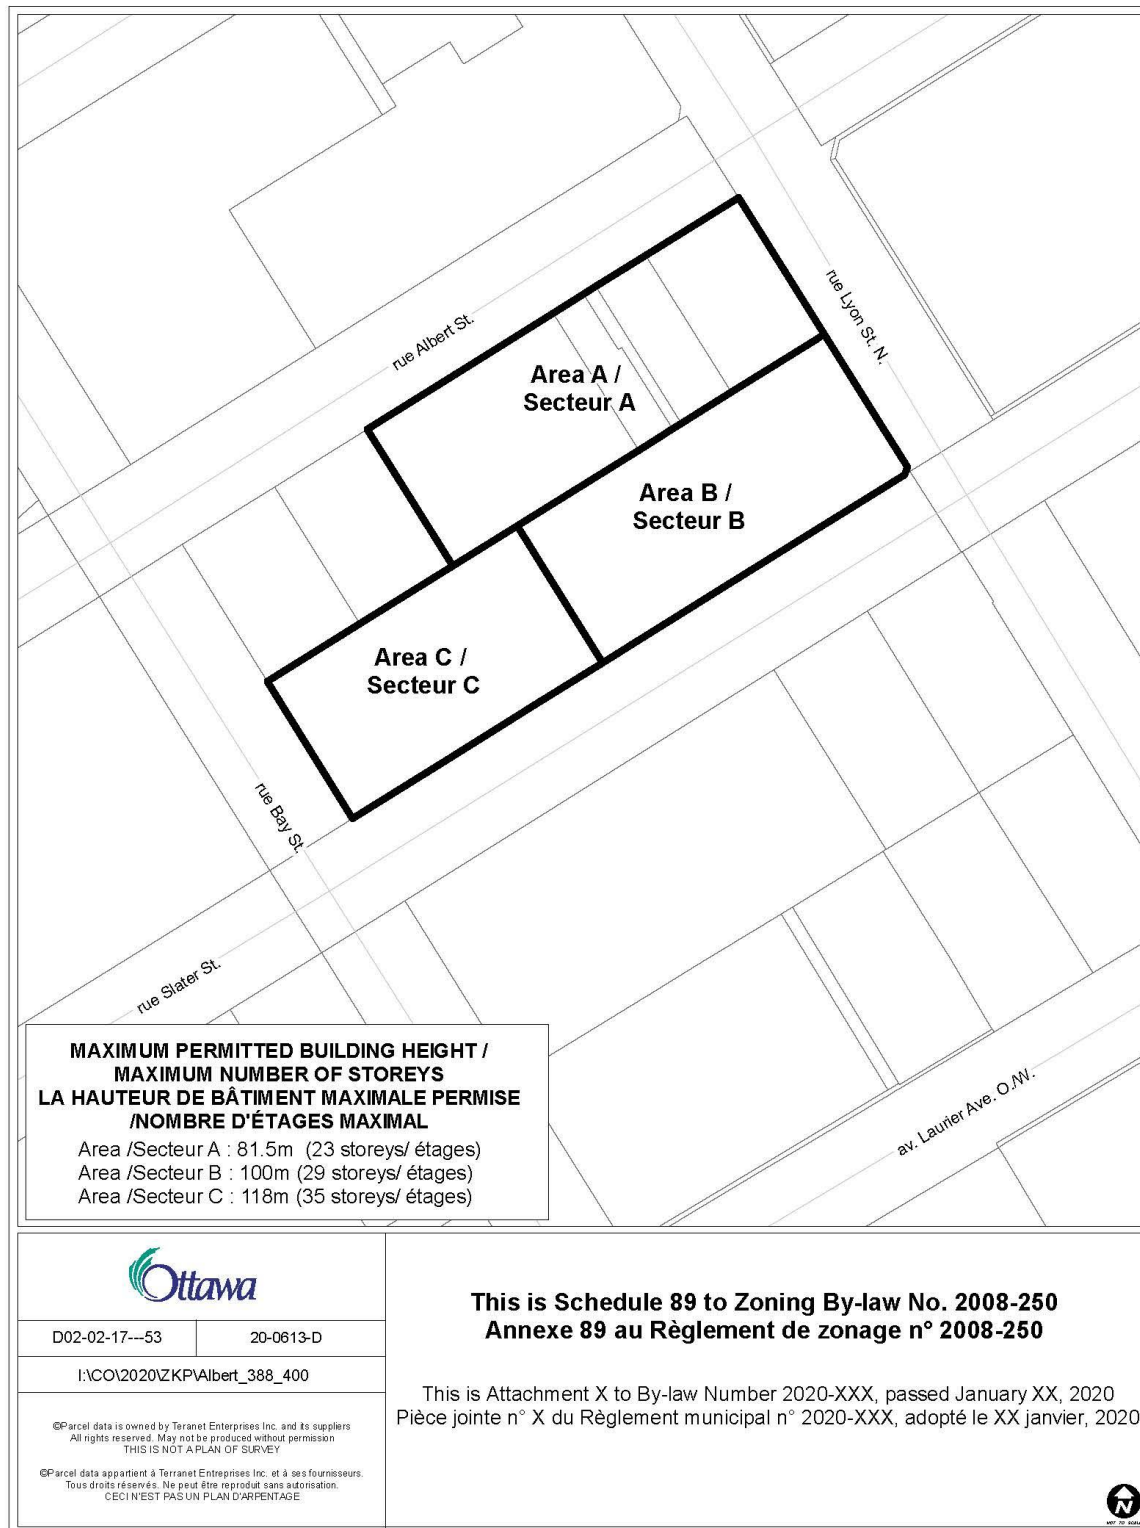 rue Albert St.
rue Lyon St. N.
Area A /
Secteur A
Area B /
Secteur B
Area C /
Secteur C
rue Bay St.
rue Slater St.
av. Laurier Ave. O./W.
MAXIMUM PERMITTED BUILDING HEIGHT /
MAXIMUM NUMBER OF STOREYS
LA HAUTEUR DE BÂTIMENT MAXIMALE PERMISE
/NOMBRE D'ÉTAGES MAXIMAL
Area /Secteur A : 81.5m (23 storeys/ étages)
Area /Secteur B : 100m (29 storeys/ étages)
Area /Secteur C : 118m (35 storeys/ étages)
Ottawa
D02-02-17---53
20-0613-D
I:\CO\2020\ZKP\Albert_388_400
©Parcel data is owned by Teranet Enterprises Inc. and its suppliers
All rights reserved. May not be produced without permission
THIS IS NOT A PLAN OF SURVEY
©Parcel data appartient à Terranet Entreprises Inc. et à ses fournisseurs.
Tous droits réservés. Ne peut être reproduit sans autorisation.
CECI N'EST PAS UN PLAN D'ARPENTAGE
This is Schedule 89 to Zoning By-law No. 2008-250
Annexe 89 au Règlement de zonage n° 2008-250
This is Attachment X to By-law Number 2020-XXX, passed January XX, 2020
Pièce jointe n° X du Règlement municipal n° 2020-XXX, adopté le XX janvier, 2020
N